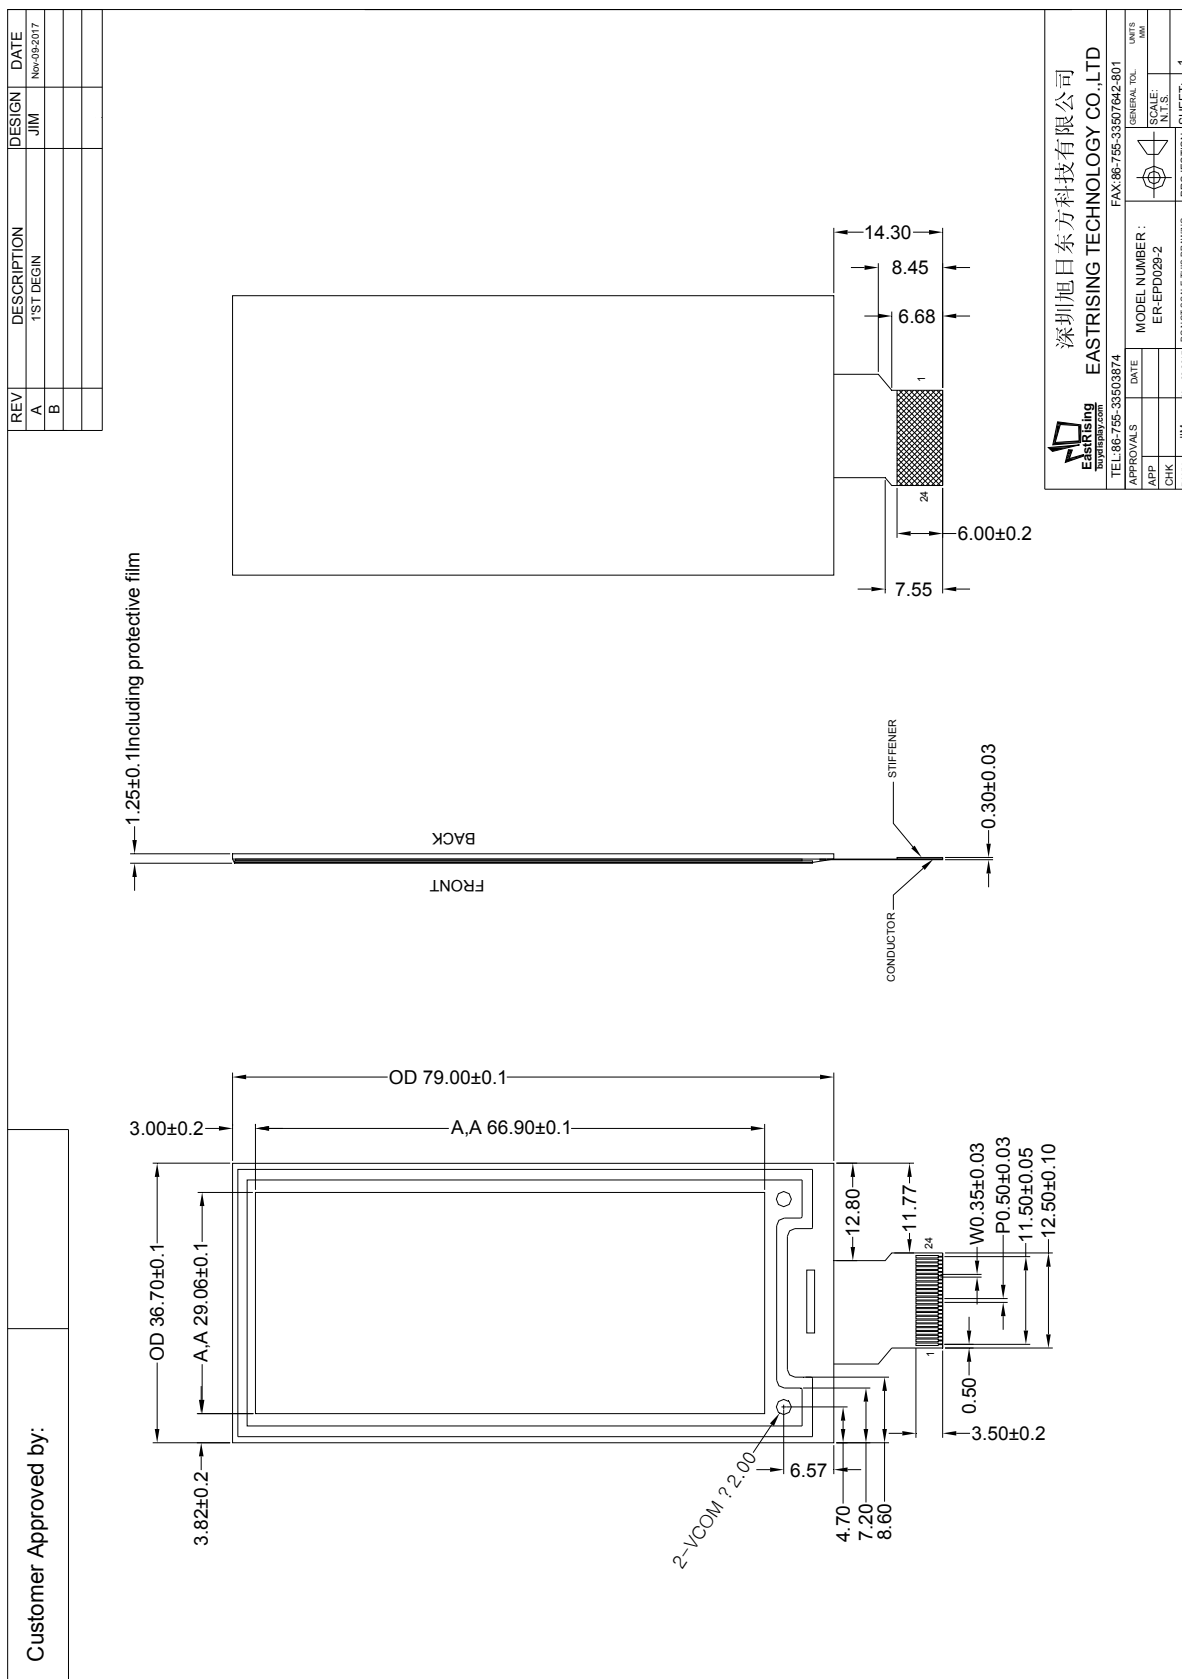 REV DESCRIPTION DESIGN DATE
A 1'ST DEGIN JIM Nov-09-2017
B
Customer Approved by:
OD 79.00±0.1
A,A 66.90±0.1
3.00±0.2
OD 36.70±0.1
A,A 29.06±0.1
3.82±0.2
2-VCOM ? 2.00
6.57
4.70
7.20
8.60
12.80
11.77
24
1
W0.35±0.03
P0.50±0.03
11.50±0.05
12.50±0.10
0.50
3.50±0.2
1.25±0.1Including protective film
BACK
FRONT
STIFFENER
CONDUCTOR
0.30±0.03
14.30
8.45
6.68
1
24
6.00±0.2
7.55
深圳旭日东方科技有限公司
EastRising
buydisplay.com
EASTRISING TECHNOLOGY CO.,LTD
TEL:86-755-33503874 FAX:86-755-33507642-801
APPROVALS DATE
APP
CHK
MODEL NUMBER :
ER-EPD029-2
GENERAL TOL. UNITS
MM
SCALE:
N.T.S.